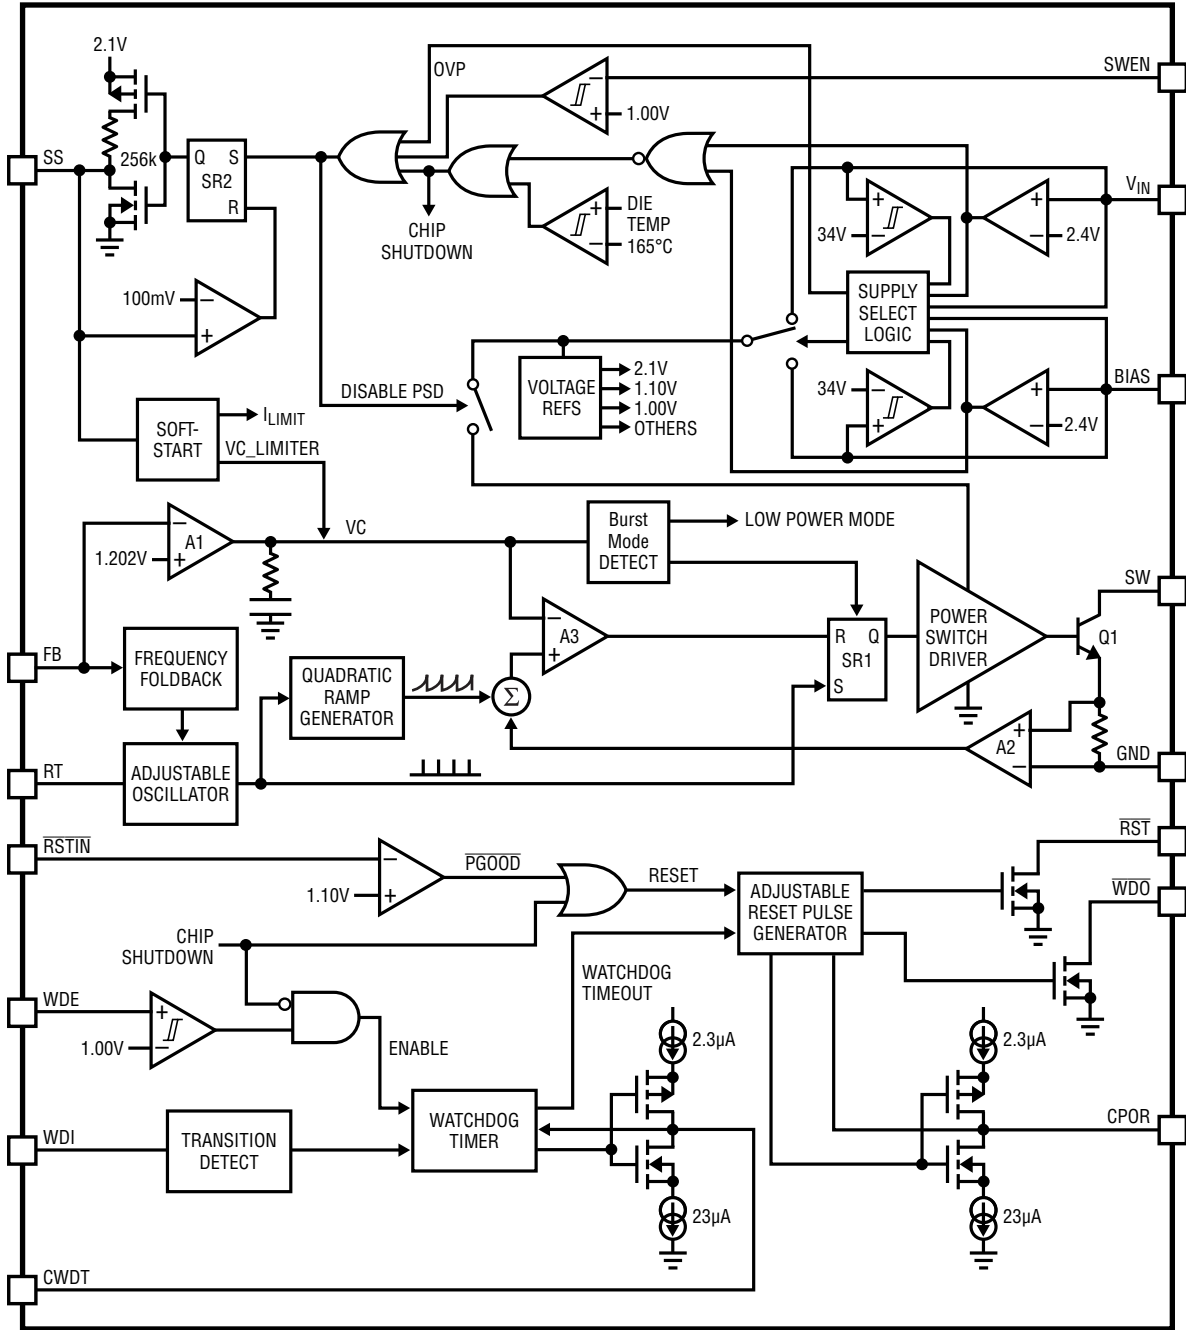 2.1V
OVP
SWEN
1.00V
SS
256k
Q
S
SR2
R
VIN
DIE
TEMP
165°C
CHIP
SHUTDOWN
34V
2.4V
100mV
SUPPLY
SELECT
LOGIC
DISABLE PSD
VOLTAGE
REFS
2.1V
1.10V
1.00V
OTHERS
34V
2.4V
BIAS
SOFT-
START
ILIMIT
VC_LIMITER
A1
1.202V
VC
Burst
Mode
DETECT
LOW POWER MODE
SW
FB
FREQUENCY
FOLDBACK
QUADRATIC
RAMP
GENERATOR
Σ
A3
R
Q
SR1
S
POWER
SWITCH
DRIVER
Q1
A2
GND
RT
ADJUSTABLE
OSCILLATOR
RSTIN
1.10V
PGOOD
RESET
ADJUSTABLE
RESET PULSE
GENERATOR
RST
WDO
CHIP
SHUTDOWN
WATCHDOG
TIMEOUT
WDE
1.00V
ENABLE
2.3µA
2.3µA
WATCHDOG
TIMER
WDI
TRANSITION
DETECT
CPOR
23µA
23µA
CWDT